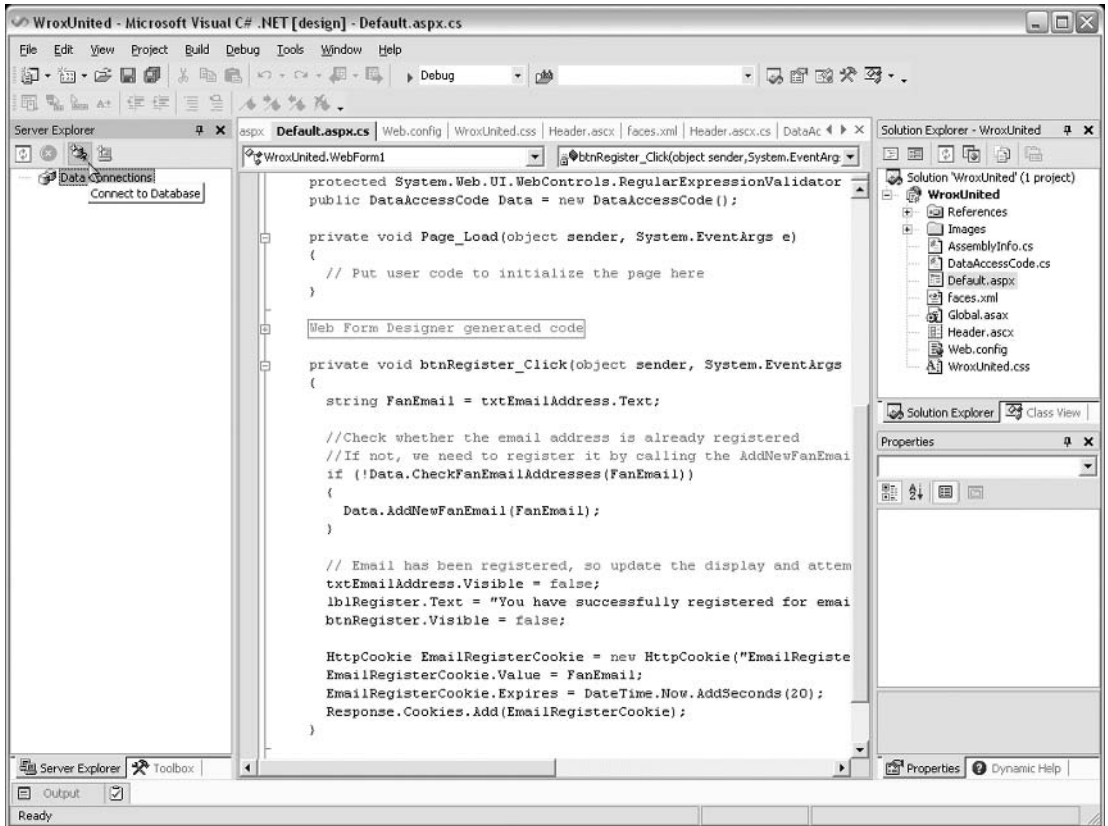 WroxUnited - Microsoft Visual C# .NET [design] - Default.aspx.cs
File Edit View Project Build Debug Tools Window Help
Debug
Server Explorer
Data Connections
Connect to Database
aspx Default.aspx.cs Web.config WroxUnited.css Header.ascx faces.xml Header.ascx.cs DataAc
WroxUnited.WebForm1 btnRegister_Click(object sender,System.EventArg:
protected System.Web.UI.WebControls.RegularExpressionValidator
public DataAccessCode Data = new DataAccessCode();
private void Page_Load(object sender, System.EventArgs e)
{
// Put user code to initialize the page here
}
Web Form Designer generated code
private void btnRegister_Click(object sender, System.EventArgs
{
string FanEmail = txtEmailAddress.Text;
//Check whether the email address is already registered
//If not, we need to register it by calling the AddNewFanEmai
if (!Data.CheckFanEmailAddresses(FanEmail))
{
Data.AddNewFanEmail(FanEmail);
}
// Email has been registered, so update the display and attem
txtEmailAddress.Visible = false;
lblRegister.Text = "You have successfully registered for emai
btnRegister.Visible = false;
HttpCookie EmailRegisterCookie = new HttpCookie("EmailRegiste
EmailRegisterCookie.Value = FanEmail;
EmailRegisterCookie.Expires = DateTime.Now.AddSeconds(20);
Response.Cookies.Add(EmailRegisterCookie);
}
Solution Explorer - WroxUnited
Solution 'WroxUnited' (1 project)
WroxUnited
References
Images
AssemblyInfo.cs
DataAccessCode.cs
Default.aspx
faces.xml
Global.asax
Header.ascx
Web.config
WroxUnited.css
Solution Explorer Class View
Properties
Server Explorer Toolbox
Properties Dynamic Help
Output
Ready